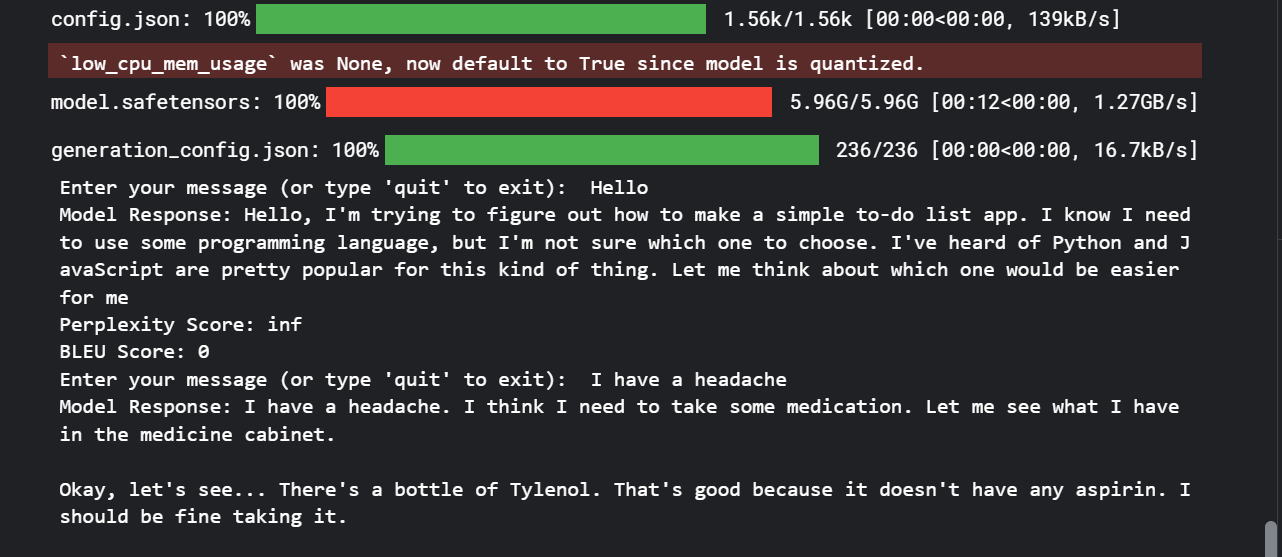 config.json: 100% 1.56k/1.56k [00:00<00:00, 139kB/s]
`low_cpu_mem_usage` was None, now default to True since model is quantized.
model.safetensors: 100% 5.96G/5.96G [00:12<00:00, 1.27GB/s]
generation_config.json: 100% 236/236 [00:00<00:00, 16.7kB/s]
Enter your message (or type 'quit' to exit):  Hello
Model Response: Hello, I'm trying to figure out how to make a simple to-do list app. I know I need
to use some programming language, but I'm not sure which one to choose. I've heard of Python and J
avaScript are pretty popular for this kind of thing. Let me think about which one would be easier
for me
Perplexity Score: inf
BLEU Score: 0
Enter your message (or type 'quit' to exit):  I have a headache
Model Response: I have a headache. I think I need to take some medication. Let me see what I have
in the medicine cabinet.
Okay, let's see... There's a bottle of Tylenol. That's good because it doesn't have any aspirin. I
should be fine taking it.